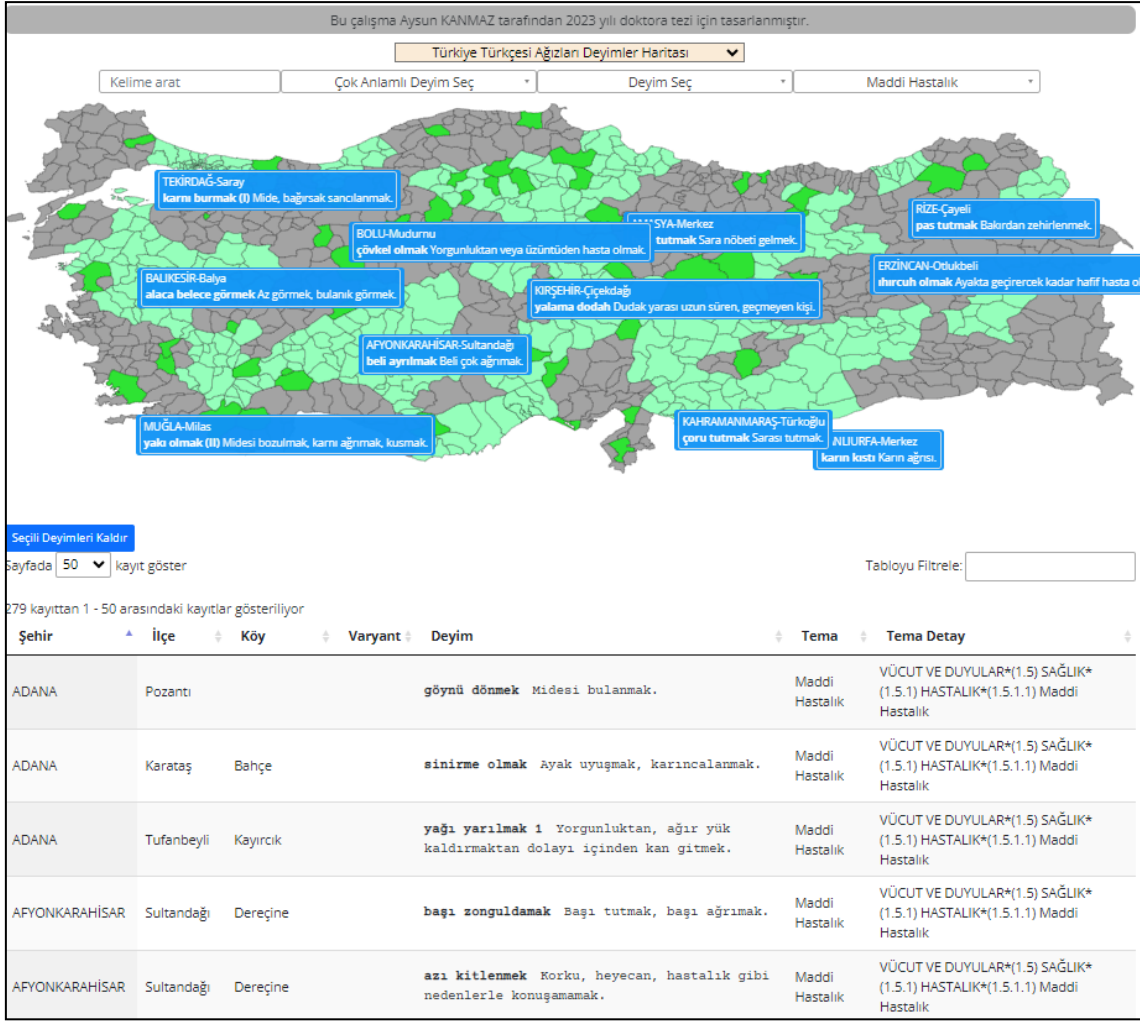 Bu çalışma Aysun KANMAZ tarafından 2023 yılı doktora tezi için tasarlanmıştır.
Türkiye Türkçesi Ağızları Deyimler Haritası
Kelime arat
Çok Anlamlı Deyim Seç
Deyim Seç
Maddi Hastalık
TEKİRDAĞ-Saray
karnı burmak (I) Mide, bağırsak sancılanmak.
BOLU-Mudurnu
çövkel olmak Yorgunluktan veya üzüntüden hasta olmak.
SYA-Merkez
tutmak Sara nöbeti gelmek.
RİZE-Çayeli
pas tutmak Bakırdan zehirlenmek.
BALIKESİR-Balya
alaca belece görmek Az görmek, bulanık görmek.
KIRŞEHİR-Çiçekdağı
yalama dodah Dudak yarası uzun süren, geçmeyen kişi.
ERZİNCAN-Otlukbeli
ıhırcuh olmak Ayakta geçirercek kadar hafif hasta ol
AFYONKARAHİSAR-Sultandağı
beli ayrılmak Beli çok ağrımak.
MUĞLA-Milas
yakı olmak (II) Midesi bozulmak, karnı ağrımak, kusmak.
KAHRAMANMARAŞ-Türkoğlu
çoru tutmak Sarası tutmak.
ANLIURFA-Merkez
karın kıstı Karın ağrısı.
Seçili Deyimleri Kaldır
Sayfada 50 kayıt göster
Tabloyu Filtrele:
279 kayıttan 1 - 50 arasındaki kayıtlar gösteriliyor
Şehir İlçe Köy Varyant Deyim Tema Tema Detay
ADANA Pozantı göynü dönmek Midesi bulanmak. Maddi Hastalık VÜCUT VE DUYULAR*(1.5) SAĞLIK*
(1.5.1) HASTALIK*(1.5.1.1) Maddi
Hastalık
ADANA Karataş Bahçe sinirme olmak Ayak uyuşmak, karıncalanmak. Maddi Hastalık VÜCUT VE DUYULAR*(1.5) SAĞLIK*
(1.5.1) HASTALIK*(1.5.1.1) Maddi
Hastalık
ADANA Tufanbeyli Kayırcık yağı yarılmak 1 Yorgunluktan, ağır yük
kaldırmaktan dolayı içinden kan gitmek. Maddi Hastalık VÜCUT VE DUYULAR*(1.5) SAĞLIK*
(1.5.1) HASTALIK*(1.5.1.1) Maddi
Hastalık
AFYONKARAHİSAR Sultandağı Dereçine başı zonguldamak Başı tutmak, başı ağrımak. Maddi Hastalık VÜCUT VE DUYULAR*(1.5) SAĞLIK*
(1.5.1) HASTALIK*(1.5.1.1) Maddi
Hastalık
AFYONKARAHİSAR Sultandağı Dereçine azı kitlenmek Korku, heyecan, hastalık gibi
nedenlerle konuşamamak. Maddi Hastalık VÜCUT VE DUYULAR*(1.5) SAĞLIK*
(1.5.1) HASTALIK*(1.5.1.1) Maddi
Hastalık